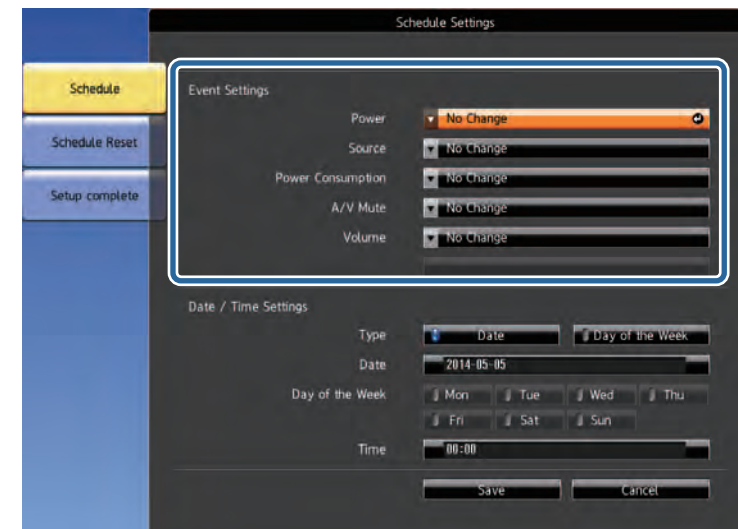 Schedule Settings
Schedule
Schedule Reset
Setup complete
Event Settings
Power No Change
Source No Change
Power Consumption No Change
A/V Mute No Change
Volume No Change
Date / Time Settings
Type Date Day of the Week
Date 2014-05-05
Day of the Week Mon Tue Wed Thu
Fri Sat Sun
Time 00:00
Save Cancel